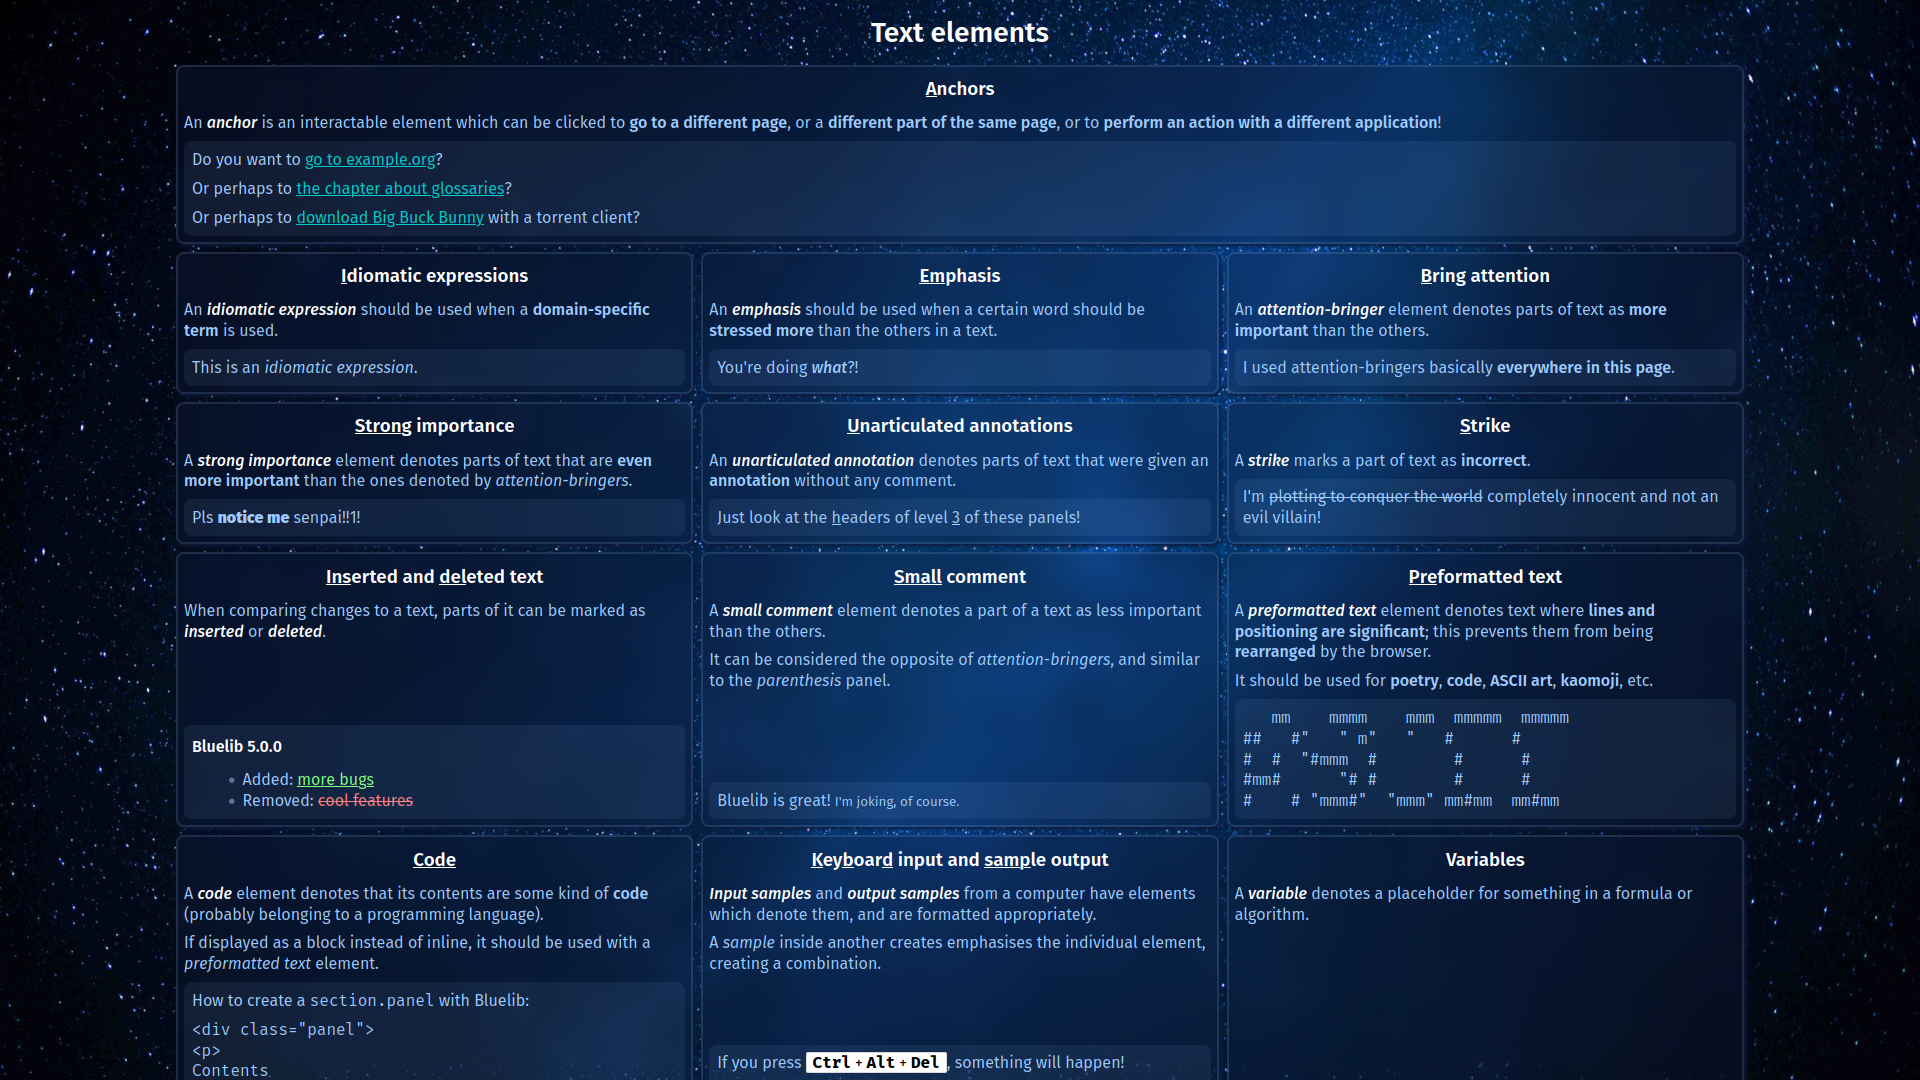 Text elements
Anchors
An anchor is an interactable element which can be clicked to go to a different page, or a different part of the same page, or to perform an action with a different application!
Do you want to go to example.org?
Or perhaps to the chapter about glossaries?
Or perhaps to download Big Buck Bunny with a torrent client?
Idiomatic expressions
An idiomatic expression should be used when a domain-specific
term is used.
This is an idiomatic expression.
Emphasis
An emphasis should be used when a certain word should be
stressed more than the others in a text.
You're doing what?!
Bring attention
An attention-bringer element denotes parts of text as more
important than the others.
I used attention-bringers basically everywhere in this page.
Strong importance
A strong importance element denotes parts of text that are even
more important than the ones denoted by attention-bringers.
Pls notice me senpai!!1!
Unarticulated annotations
An unarticulated annotation denotes parts of text that were given an
annotation without any comment.
Just look at the headers of level 3 of these panels!
Strike
A strike marks a part of text as incorrect.
I'm plotting to conquer the world completely innocent and not an
evil villain!
Inserted and deleted text
When comparing changes to a text, parts of it can be marked as
inserted or deleted.
Bluelib 5.0.0
Added: more bugs
Removed: cool features
Small comment
A small comment element denotes a part of a text as less important
than the others.
It can be considered the opposite of attention-bringers, and similar
to the parenthesis panel.
Bluelib is great! I'm joking, of course.
Preformatted text
A preformatted text element denotes text where lines and
positioning are significant; this prevents them from being
rearranged by the browser.
It should be used for poetry, code, ASCII art, kaomoji, etc.
   mm    mmmm    mmm  mmmmm  mmmmm
##   #"   " m"   "   #      #
#  #  "#mmm  #        #      #
#mm#      "# #        #      #
#    # "mmm#"  "mmm" mm#mm  mm#mm
Code
A code element denotes that its contents are some kind of code
(probably belonging to a programming language).
If displayed as a block instead of inline, it should be used with a
preformatted text element.
How to create a section.panel with Bluelib:
<div class="panel">
<p>
Contents
Keyboard input and sample output
Input samples and output samples from a computer have elements
which denote them, and are formatted appropriately.
A sample inside another creates emphasises the individual element,
creating a combination.
If you press Ctrl + Alt + Del, something will happen!
Variables
A variable denotes a placeholder for something in a formula or
algorithm.